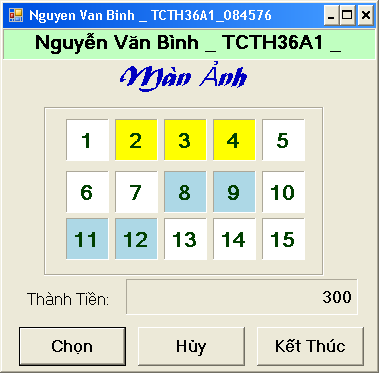 Nguyen Van Binh _ TCTH36A1_084576
Nguyễn Văn Bình _ TCTH36A1 _
Màn Ảnh
1 2 3 4 5
6 7 8 9 10
11 12 13 14 15
Thành Tiền: 300
Chọn Hùy Kết Thúc